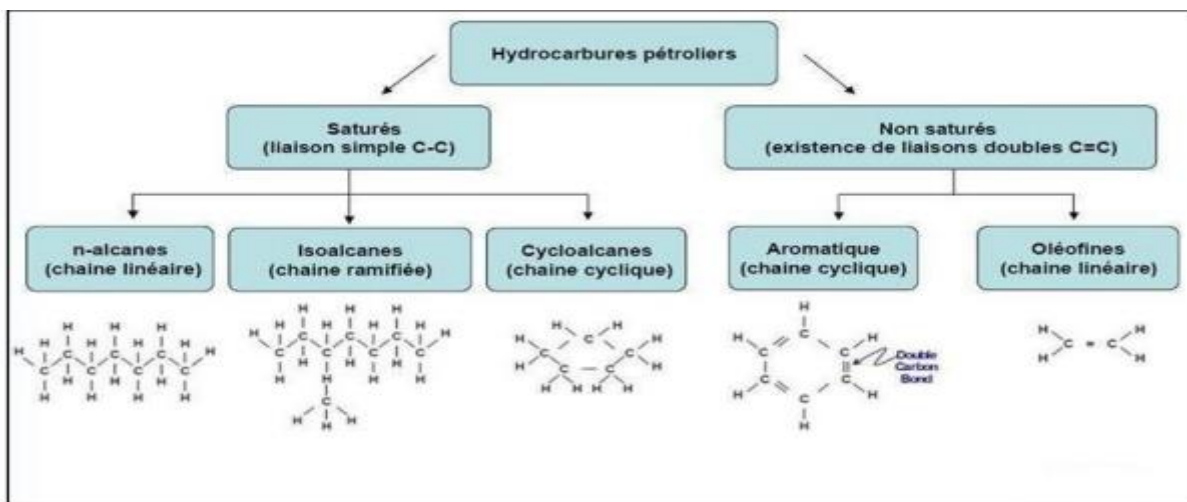 Hydrocarbures pétroliers
Saturés
(liaison simple C-C)
Non saturés
(existence de liaisons doubles C=C)
n-alcanes
(chaine linéaire)
Isoalcanes
(chaine ramifiée)
Cycloalcanes
(chaine cyclique)
Aromatique
(chaine cyclique)
Oléofines
(chaine linéaire)
Double
Carbon
Bond